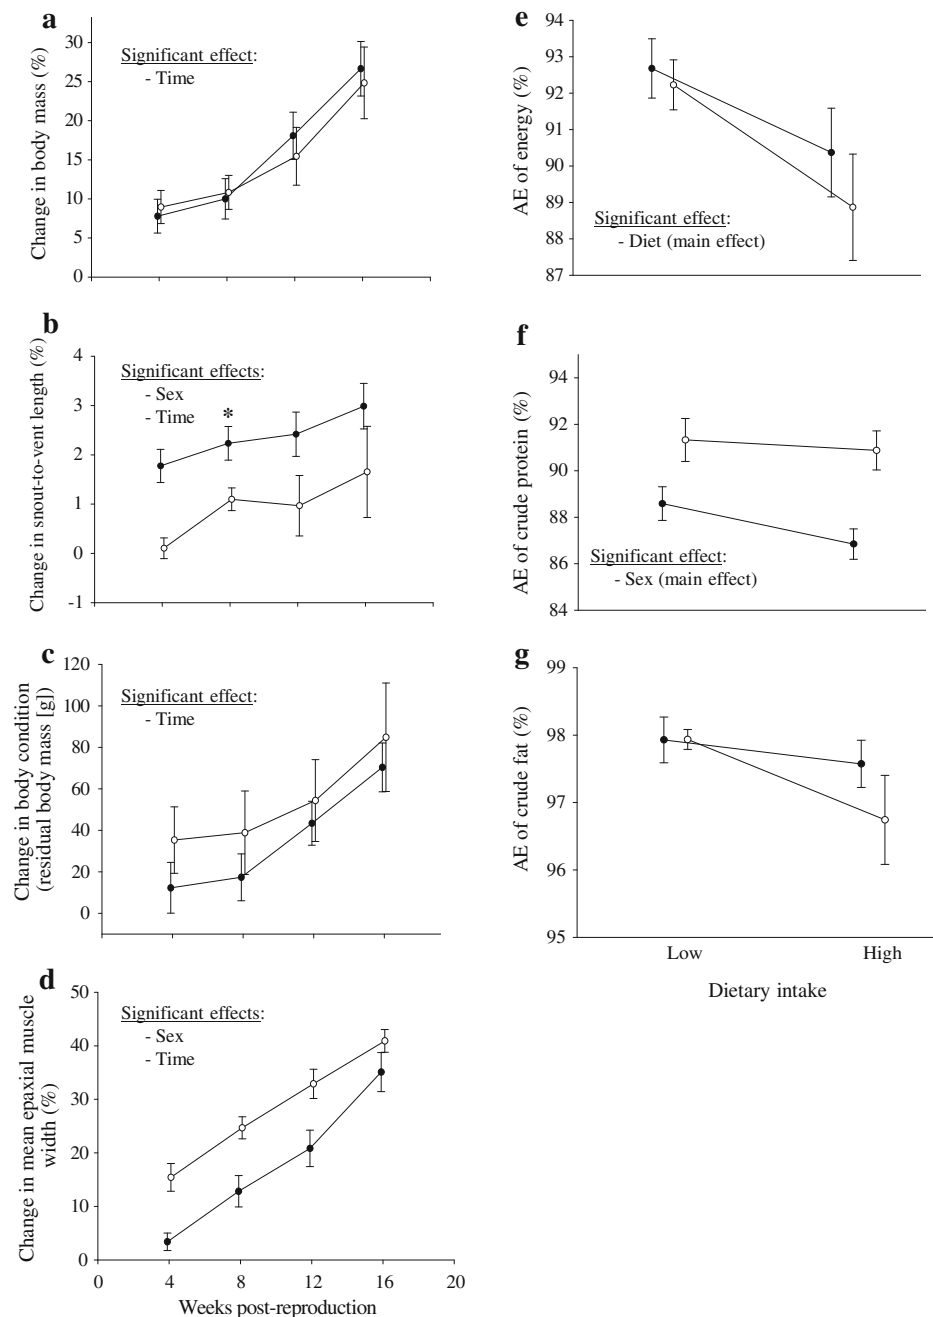 a
Change in body mass (%)
30
25
20
15
10
5
0
Significant effect:
- Time
b
Change in snout-to-vent length (%)
4
3
2
1
0
-1
Significant effects:
- Sex
- Time
*
c
Change in body condition
(residual body mass [g])
120
100
80
60
40
20
0
Significant effect:
- Time
d
Change in mean epaxial muscle
width (%)
50
40
30
20
10
0
Significant effects:
- Sex
- Time
0 4 8 12 16 20
Weeks post-reproduction
e
AE of energy (%)
94
93
92
91
90
89
88
87
Significant effect:
- Diet (main effect)
f
AE of crude protein (%)
94
92
90
88
86
84
Significant effect:
- Sex (main effect)
g
AE of crude fat (%)
99
98
97
96
95
Low High
Dietary intake